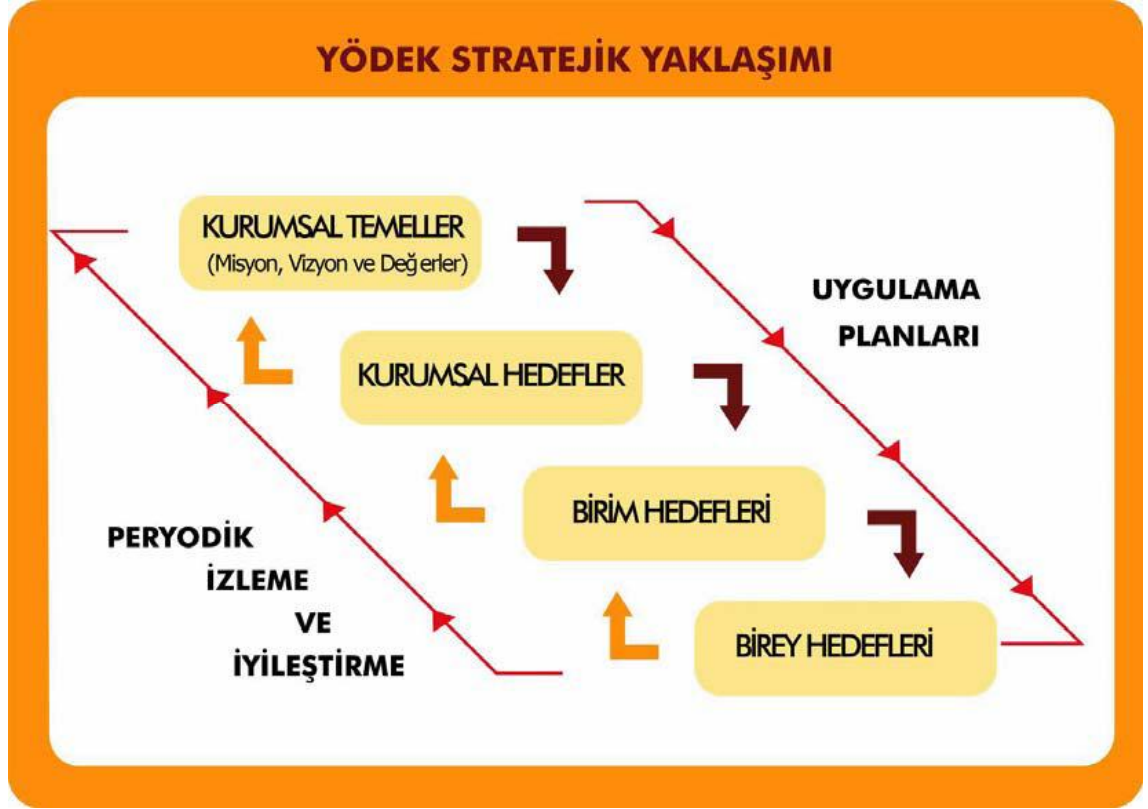 YÖDEK STRATEJİK YAKLAŞIMI
KURUMSAL TEMELLER
(Misyon, Vizyon ve Değerler)
UYGULAMA
PLANLARI
KURUMSAL HEDEFLER
BİRİM HEDEFLERİ
PERYODİK
İZLEME
VE
İYİLEŞTİRME
BİREY HEDEFLERİ